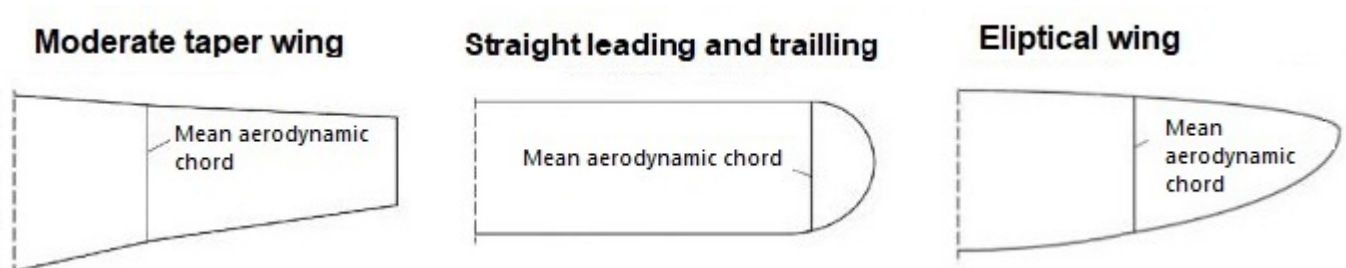 Moderate taper wing
Straight leading and trailling
Eliptical wing
Mean aerodynamic
chord
Mean aerodynamic chord
Mean
aerodynamic
chord